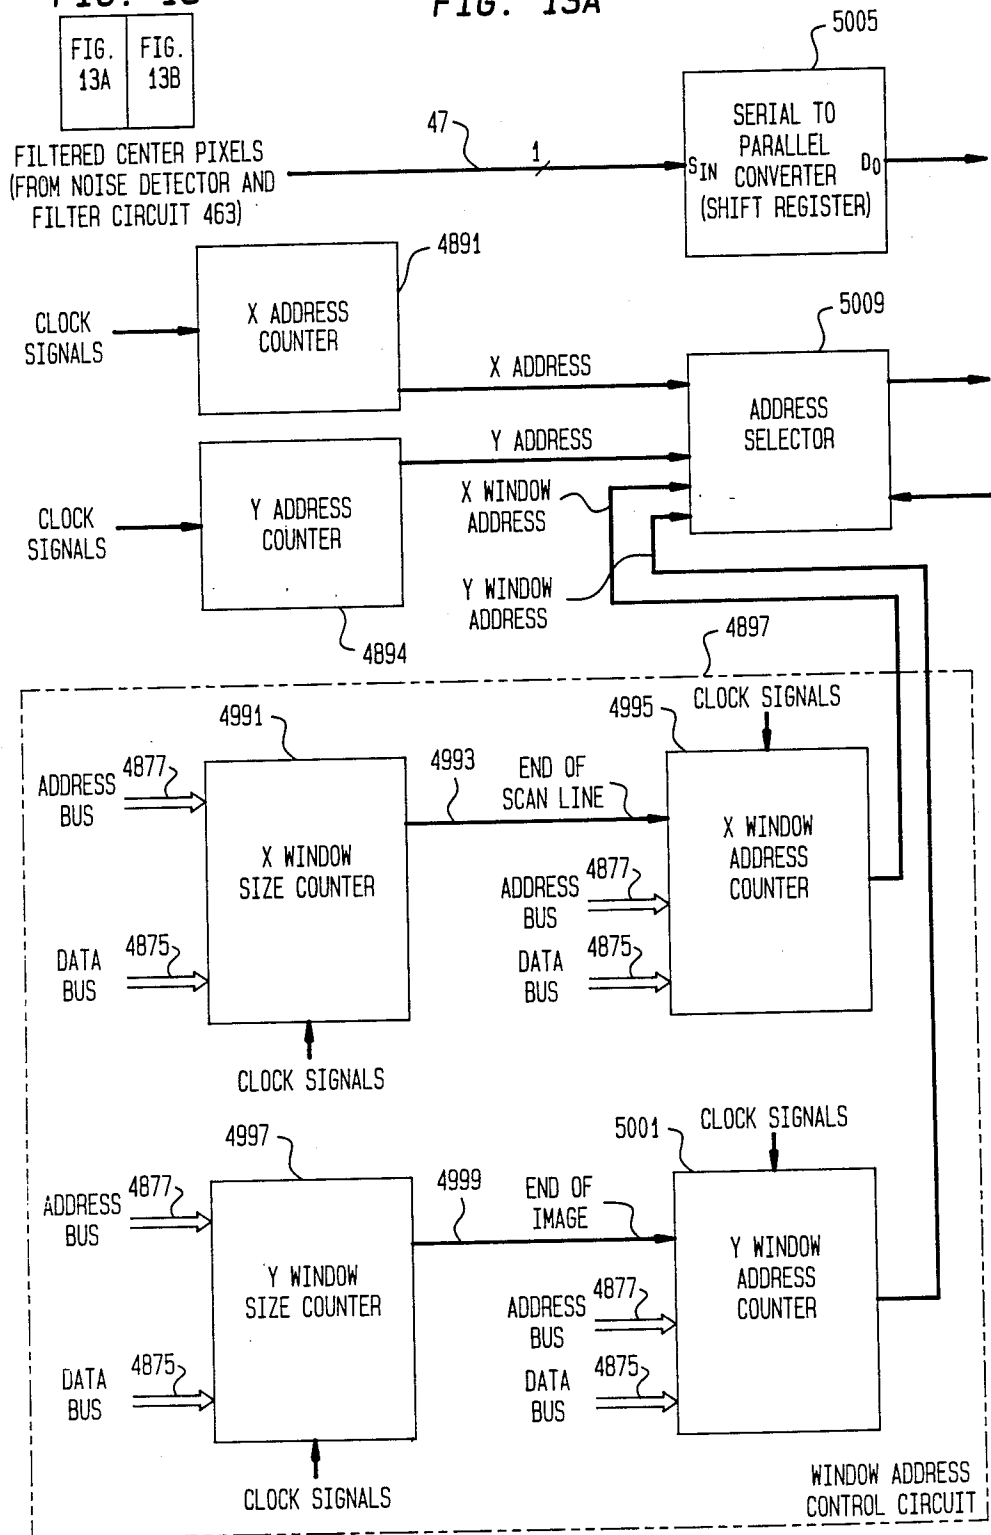 FIG. 13A
FIG. 13A
FIG. 13B
5005
47
1
FILTERED CENTER PIXELS
(FROM NOISE DETECTOR AND
FILTER CIRCUIT 463)
SERIAL TO
PARALLEL
CONVERTER
(SHIFT REGISTER)
SIN
D0
4891
CLOCK
SIGNALS
X ADDRESS
COUNTER
X ADDRESS
5009
ADDRESS
SELECTOR
Y ADDRESS
CLOCK
SIGNALS
Y ADDRESS
COUNTER
4894
X WINDOW
ADDRESS
Y WINDOW
ADDRESS
4897
4991
ADDRESS
BUS
4877
X WINDOW
SIZE COUNTER
DATA
BUS
4875
CLOCK SIGNALS
4993
END OF
SCAN LINE
4995
CLOCK SIGNALS
X WINDOW
ADDRESS
COUNTER
ADDRESS
BUS
4877
DATA
BUS
4875
4997
ADDRESS
BUS
4877
Y WINDOW
SIZE COUNTER
DATA
BUS
4875
CLOCK SIGNALS
4999
END OF
IMAGE
5001
CLOCK SIGNALS
Y WINDOW
ADDRESS
COUNTER
ADDRESS
BUS
4877
DATA
BUS
4875
WINDOW ADDRESS
CONTROL CIRCUIT